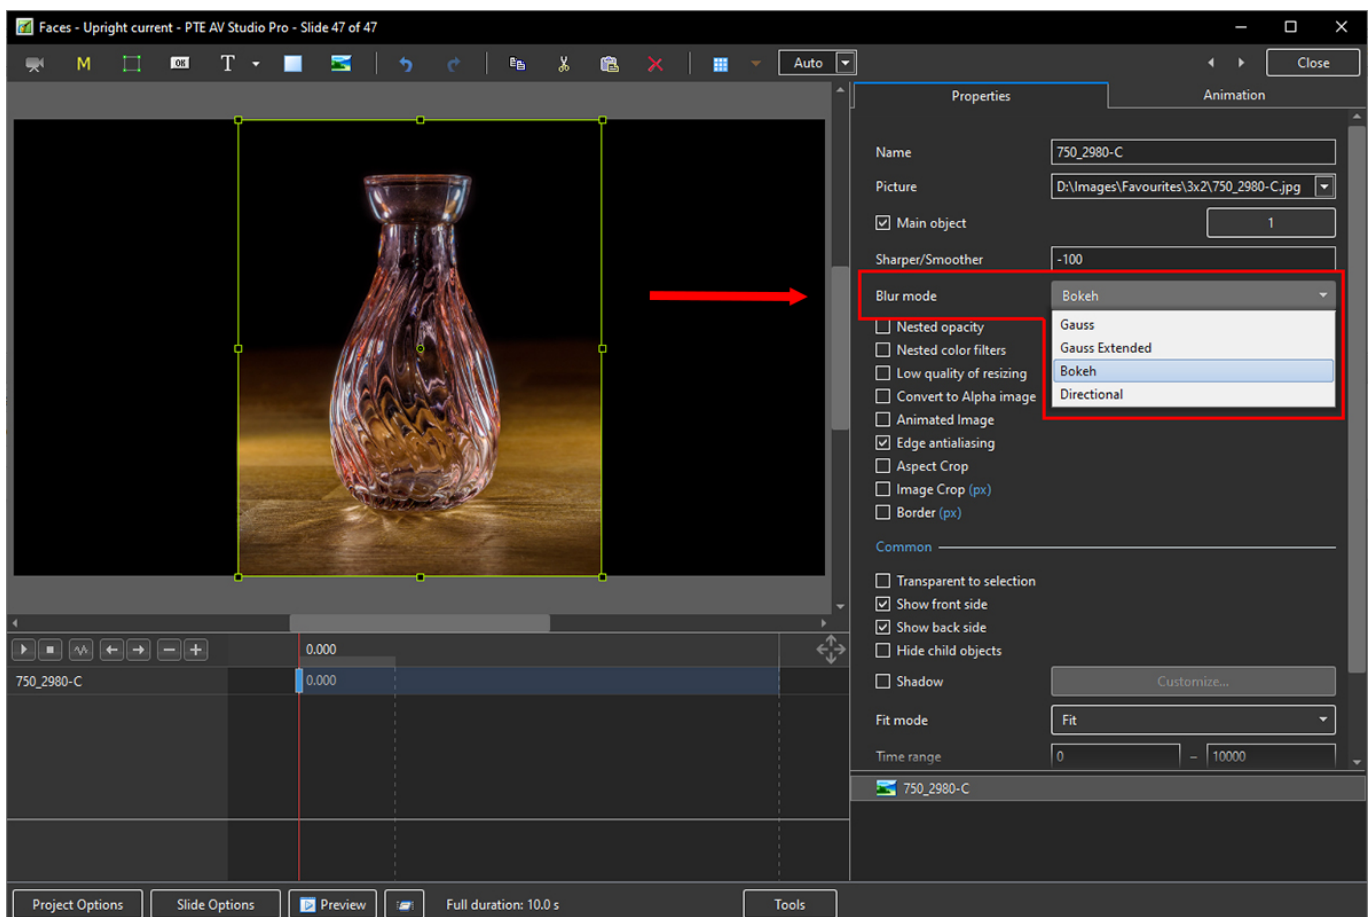 Faces - Upright current - PTE AV Studio Pro - Slide 47 of 47
M OK T Auto Close
Properties Animation
Name 750_2980-C
Picture D:\Images\Favourites\3x2\750_2980-C.jpg
Main object 1
Sharper/Smoother -100
Blur mode Bokeh
Gauss
Nested opacity
Gauss Extended
Nested color filters
Bokeh
Low quality of resizing
Directional
Convert to Alpha image
Animated Image
Edge antialiasing
Aspect Crop
Image Crop (px)
Border (px)
Common
Transparent to selection
Show front side
Show back side
Hide child objects
Shadow Customize...
Fit mode Fit
Time range 0 – 10000
0.000
750_2980-C 0.000
750_2980-C
Project Options Slide Options Preview Full duration: 10.0 s Tools